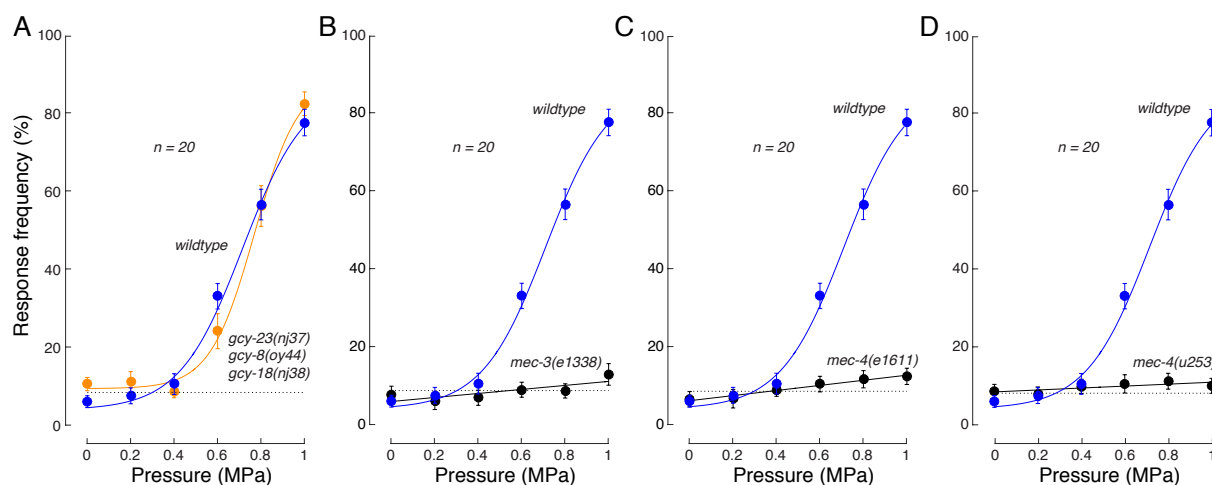 A
B
C
D
Response frequency (%)
100
80
60
40
20
0
n = 20
wildtype
gcy-23(nj37)
gcy-8(oy44)
gcy-18(nj38)
0 0.2 0.4 0.6 0.8 1
Pressure (MPa)
100
80
60
40
20
0
wildtype
n = 20
mec-3(e1338)
0 0.2 0.4 0.6 0.8 1
Pressure (MPa)
100
80
60
40
20
0
wildtype
n = 20
mec-4(e1611)
0 0.2 0.4 0.6 0.8 1
Pressure (MPa)
100
80
60
40
20
0
wildtype
n = 20
mec-4(u253)
0 0.2 0.4 0.6 0.8 1
Pressure (MPa)